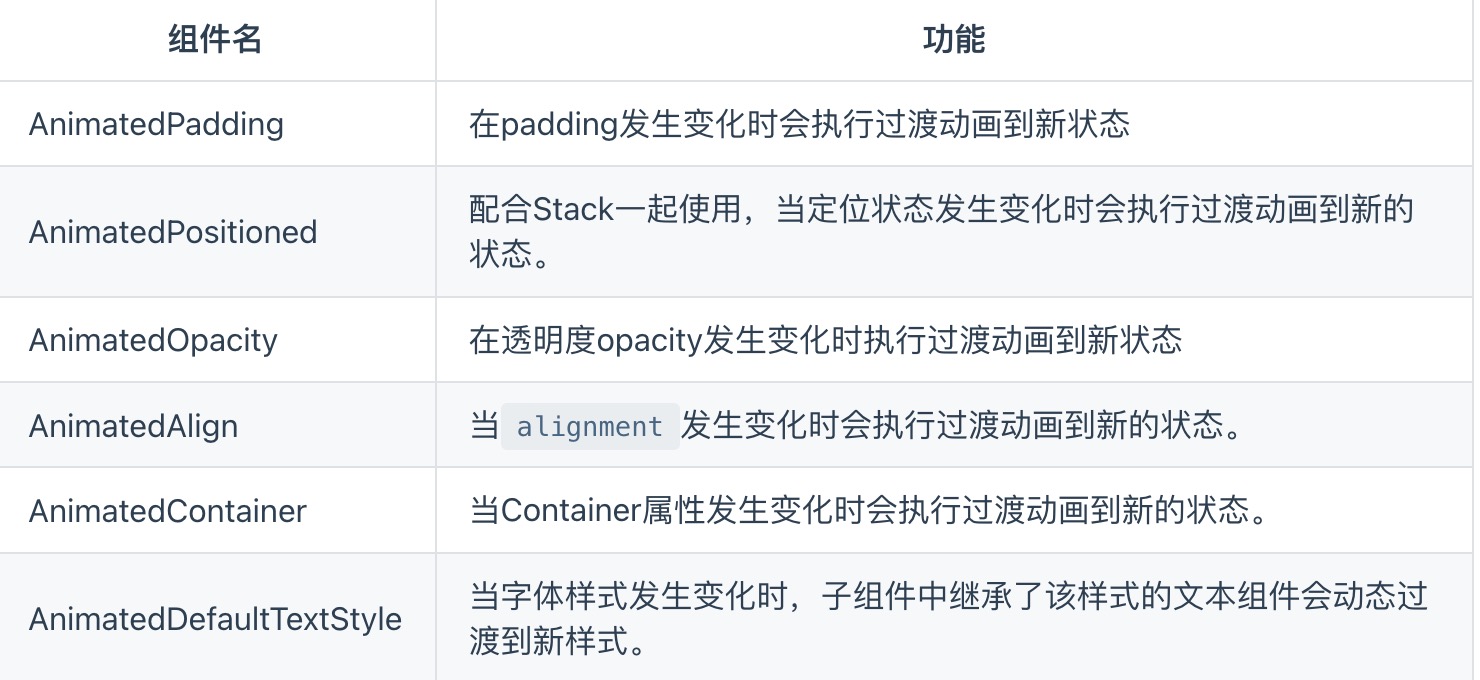 组件名 功能
AnimatedPadding 在padding发生变化时会执行过渡动画到新状态
AnimatedPositioned 配合Stack一起使用，当定位状态发生变化时会执行过渡动画到新的
状态。
AnimatedOpacity 在透明度opacity发生变化时执行过渡动画到新状态
AnimatedAlign 当 alignment 发生变化时会执行过渡动画到新的状态。
AnimatedContainer 当Container属性发生变化时会执行过渡动画到新的状态。
AnimatedDefaultTextStyle 当字体样式发生变化时，子组件中继承了该样式的文本组件会动态过
渡到新样式。